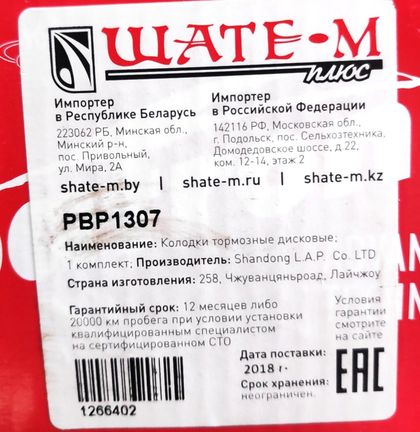 ШАТЕ-М
ПЛЮС
Импортер
в Республике Беларусь
223062 РБ, Минская обл.,
Минский р-н,
пос. Привольный,
ул. Мира, 2А
Импортер
в Российской Федерации
142116 РФ, Московская обл.,
г. Подольск, пос. Сельхозтехника,
Домодедовское шоссе, д 22,
ком. 12-14, этаж 2
shate-m.by | shate-m.ru | shate-m.kz
PBP1307
Наименование: Колодки тормозные дисковые;
1 комплект; Производитель: Shandong L.A.P. Co. LTD
Страна изготовления: 258, Чжуванцяньроад, Лайчжоу
Гарантийный срок: 12 месяцев либо
20000 км пробега при условии установки
квалифицированным специалистом
на сертифицированном СТО
Условия
гарантии
смотрите
на сайте
1266402
Дата поставки:
2018 г.
Срок хранения:
неограничен.
EAC